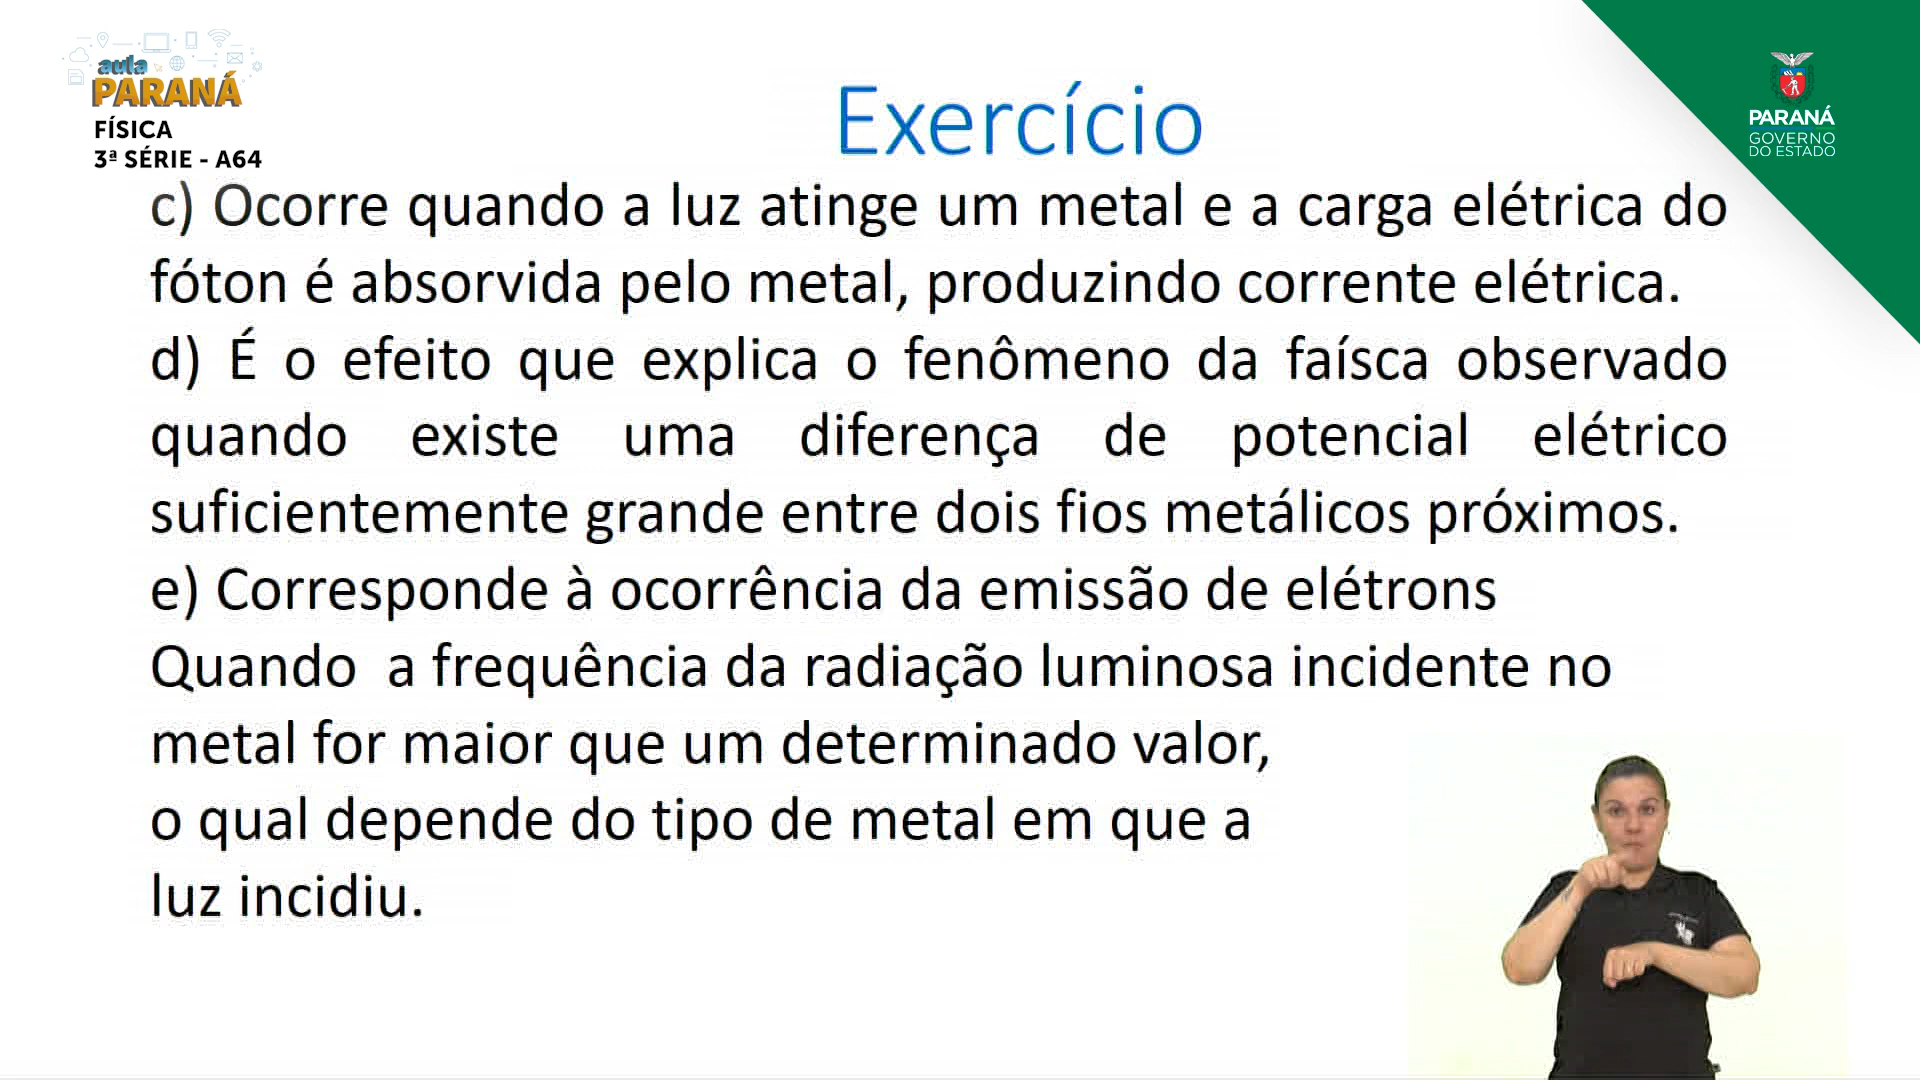 aula
PARANÁ
FÍSICA
3ª SÉRIE - A64
Exercício
PARANÁ
GOVERNO
DO ESTADO
c) Ocorre quando a luz atinge um metal e a carga elétrica do
fóton é absorvida pelo metal, produzindo corrente elétrica.
d) É o efeito que explica o fenômeno da faísca observado
quando existe uma diferença de potencial elétrico
suficientemente grande entre dois fios metálicos próximos.
e) Corresponde à ocorrência da emissão de elétrons
Quando a frequência da radiação luminosa incidente no
metal for maior que um determinado valor,
o qual depende do tipo de metal em que a
luz incidiu.